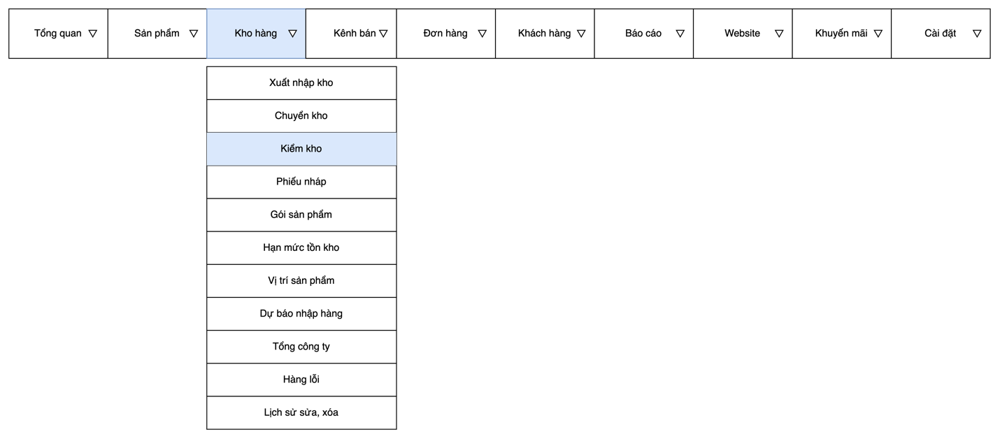 Tổng quan
Sản phẩm
Kho hàng
Kênh bán
Đơn hàng
Khách hàng
Báo cáo
Website
Khuyến mãi
Cài đặt
Xuất nhập kho
Chuyển kho
Kiểm kho
Phiếu nháp
Gói sản phẩm
Hạn mức tồn kho
Vị trí sản phẩm
Dự báo nhập hàng
Tổng công ty
Hàng lỗi
Lịch sử sửa, xóa